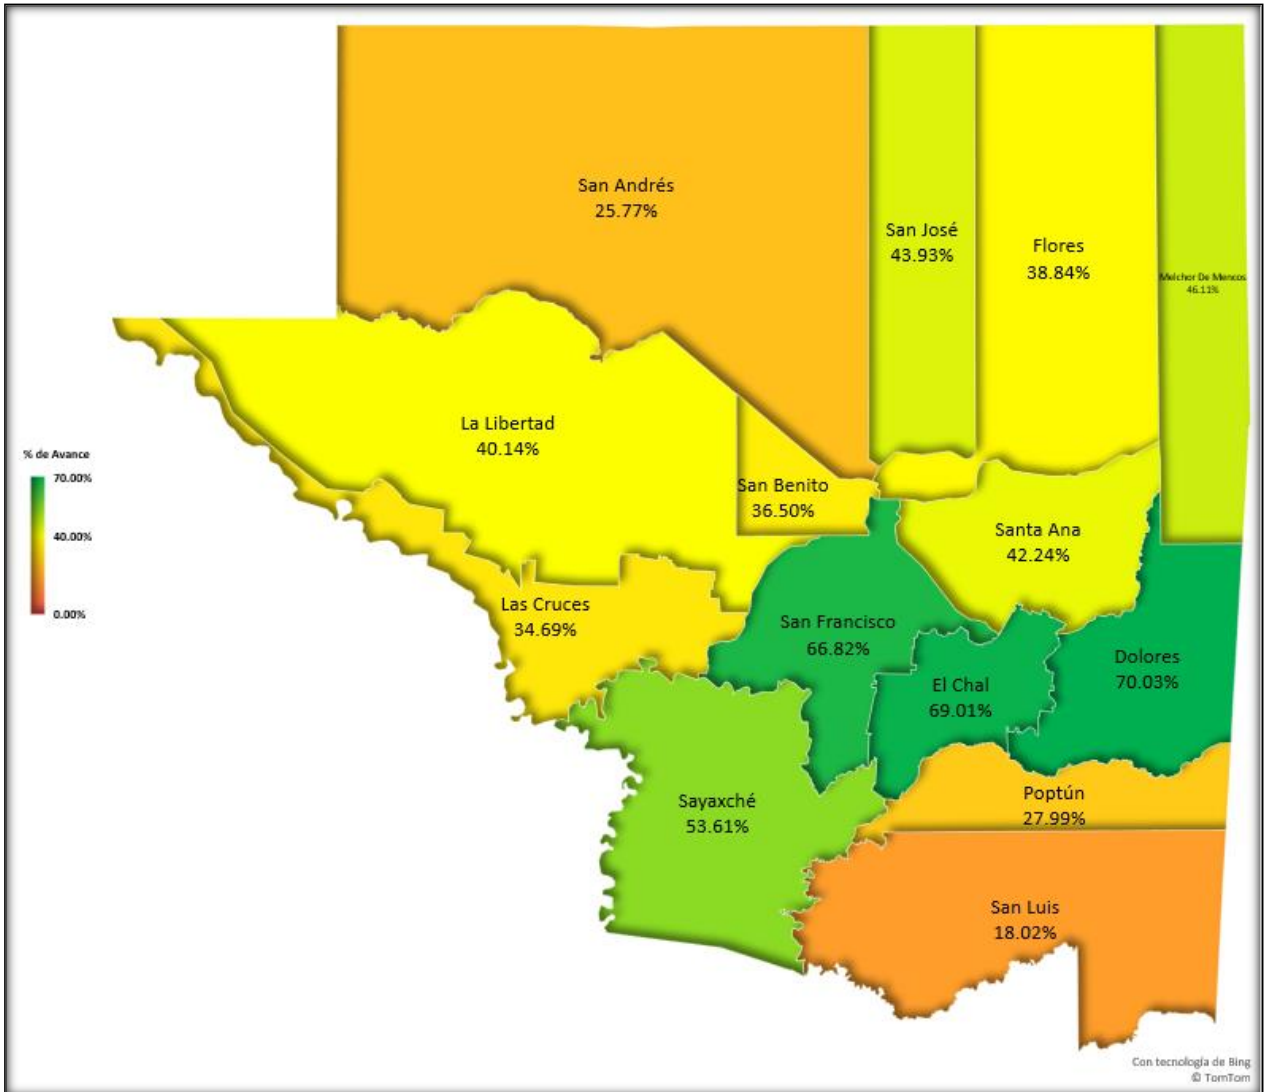 San Andrés
25.77%
San José
43.93%
Flores
38.84%
Melchor De Mencos
46.11%
La Libertad
40.14%
San Benito
36.50%
Santa Ana
42.24%
% de Avance
70.00%
40.00%
0.00%
Las Cruces
34.69%
San Francisco
66.82%
El Chal
69.01%
Dolores
70.03%
Sayaxché
53.61%
Poptún
27.99%
San Luis
18.02%
Con tecnología de Bing
© TomTom